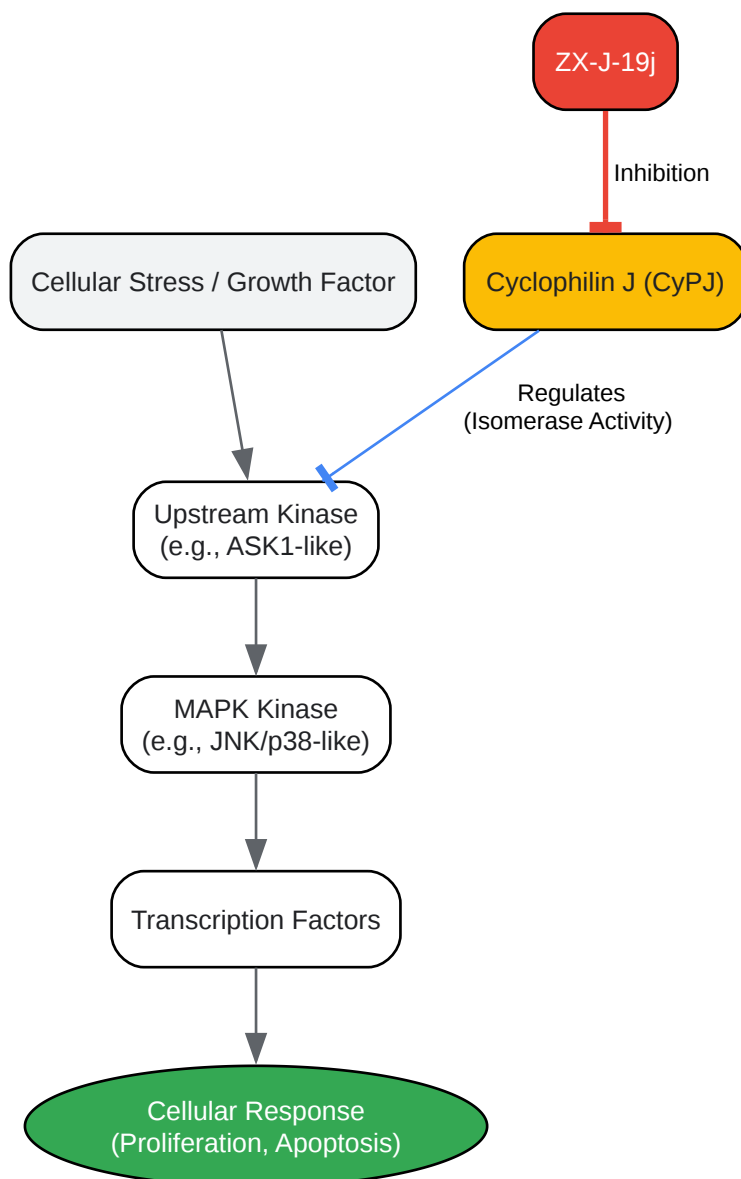 ZX-J-19j
Inhibition
Cellular Stress / Growth Factor
Cyclophilin J (CyPJ)
Regulates
(Isomerase Activity)
Upstream Kinase
(e.g., ASK1-like)
MAPK Kinase
(e.g., JNK/p38-like)
Transcription Factors
Cellular Response
(Proliferation, Apoptosis)